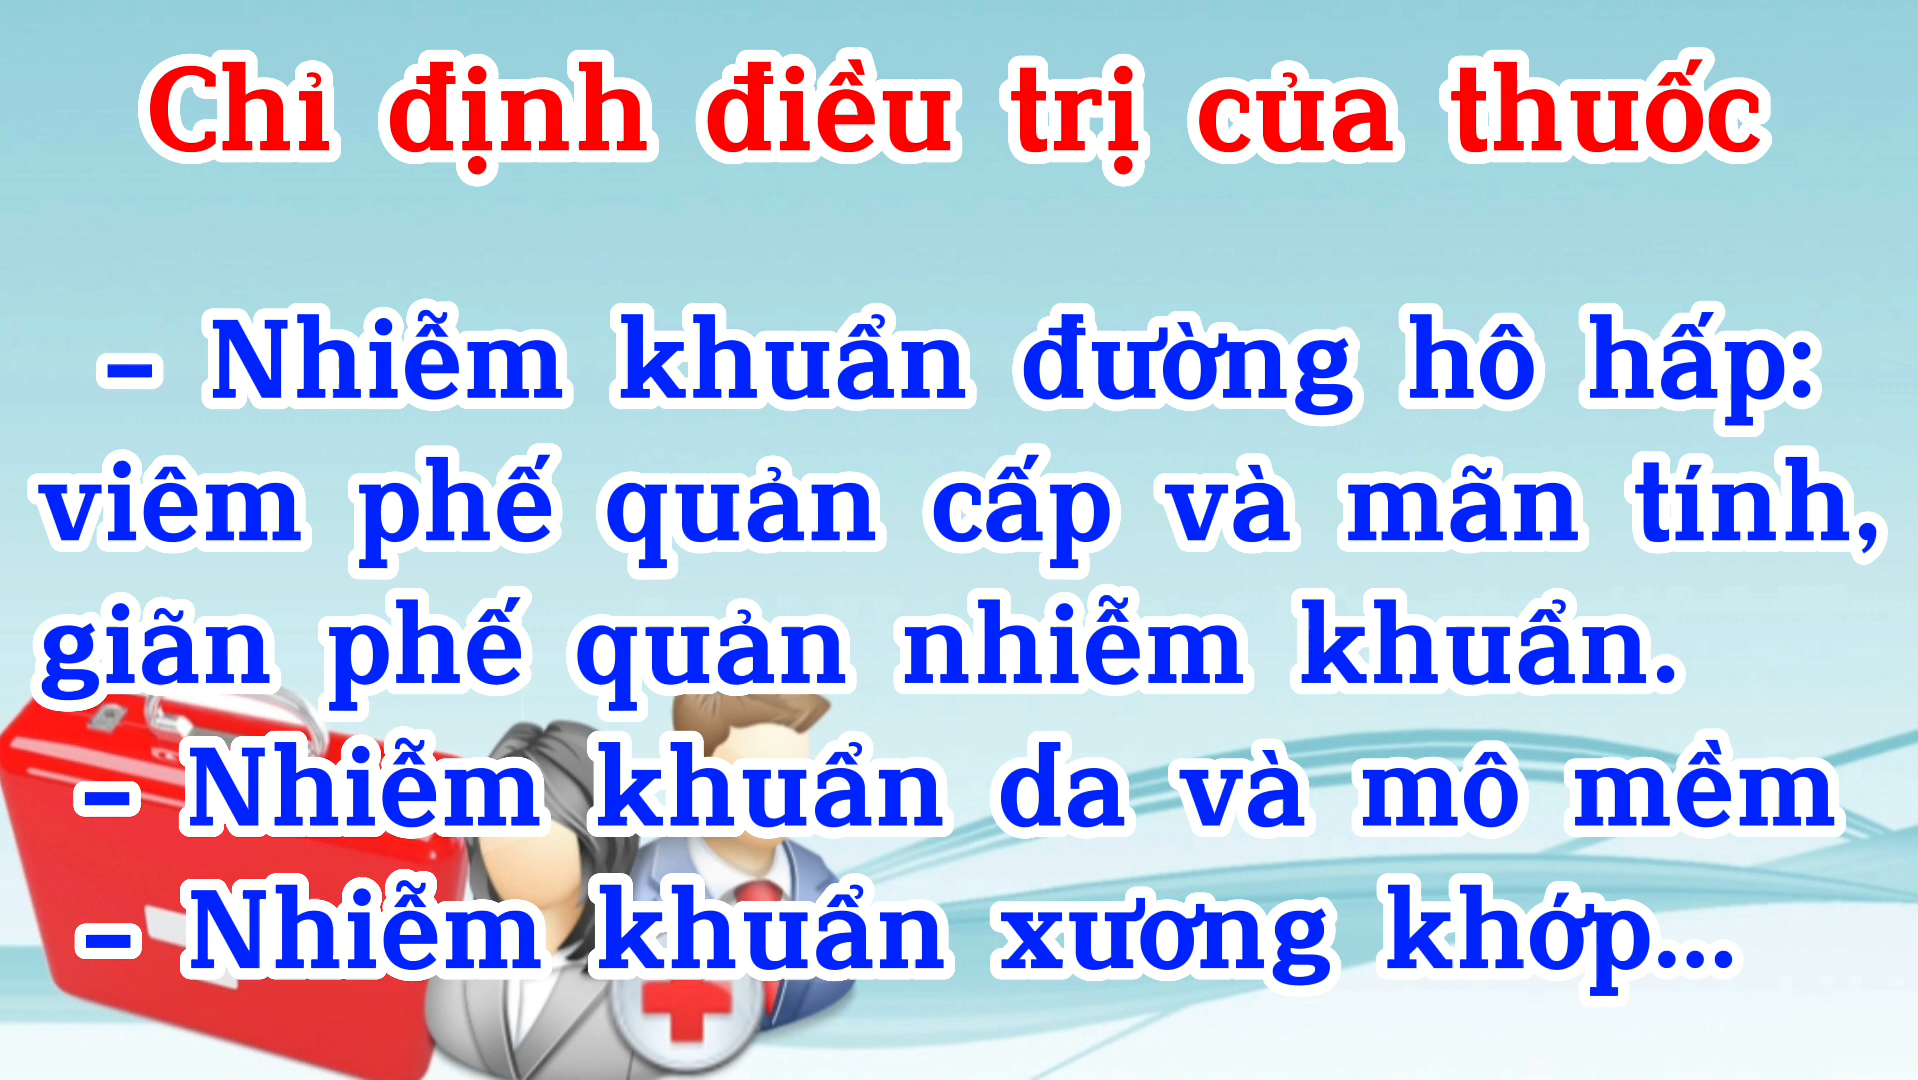 Chỉ định điều trị của thuốc
– Nhiễm khuẩn đường hô hấp:
viêm phế quản cấp và mãn tính,
giãn phế quản nhiễm khuẩn.
– Nhiễm khuẩn da và mô mềm
– Nhiễm khuẩn xương khớp...